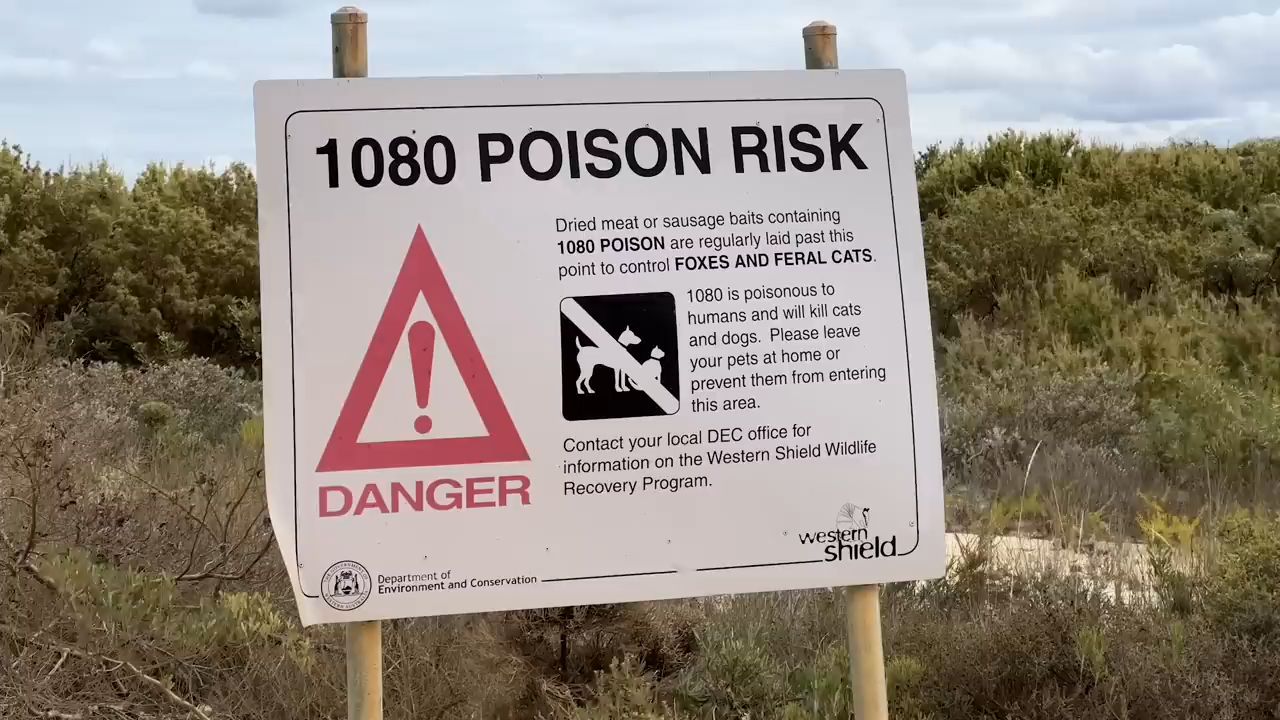 1080 POISON RISK
Dried meat or sausage baits containing
1080 POISON are regularly laid past this
point to control FOXES AND FERAL CATS.
1080 is poisonous to
humans and will kill cats
and dogs. Please leave
your pets at home or
prevent them from entering
this area.
DANGER
Contact your local DEC office for
information on the Western Shield Wildlife
Recovery Program.
western
shield
Department of
Environment and Conservation